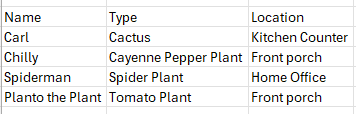 Name Type Location
Carl Cactus Kitchen Counter
Chilly Cayenne Pepper Plant Front porch
Spiderman Spider Plant Home Office
Planto the Plant Tomato Plant Front porch